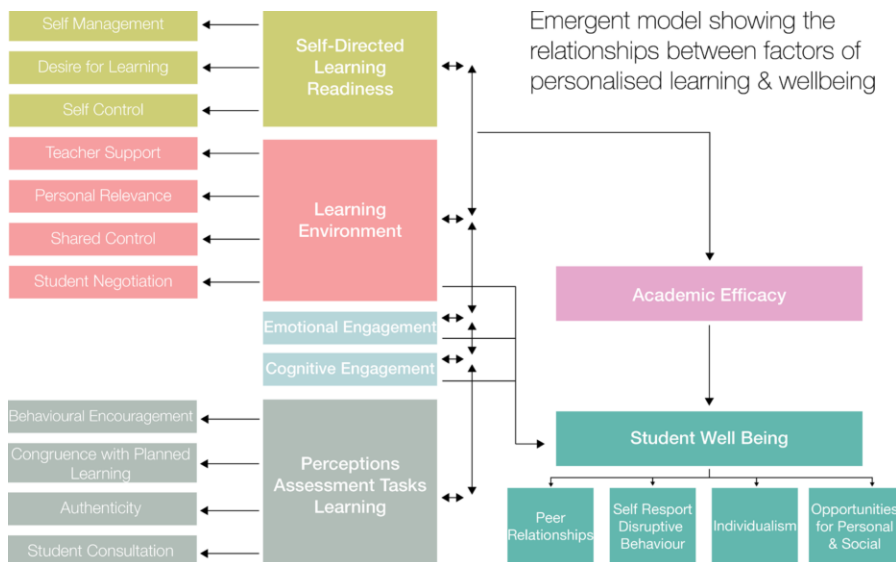 Emergent model showing the
relationships between factors of
personalised learning & wellbeing
Self Management
Desire for Learning
Self Control
Self-Directed
Learning
Readiness
Teacher Support
Personal Relevance
Shared Control
Student Negotiation
Learning
Environment
Emotional Engagement
Cognitive Engagement
Behavioural Encouragement
Congruence with Planned
Learning
Authenticity
Student Consultation
Perceptions
Assessment Tasks
Learning
Academic Efficacy
Student Well Being
Peer
Relationships
Self Resport
Disruptive
Behaviour
Individualism
Opportunities
for Personal
& Social